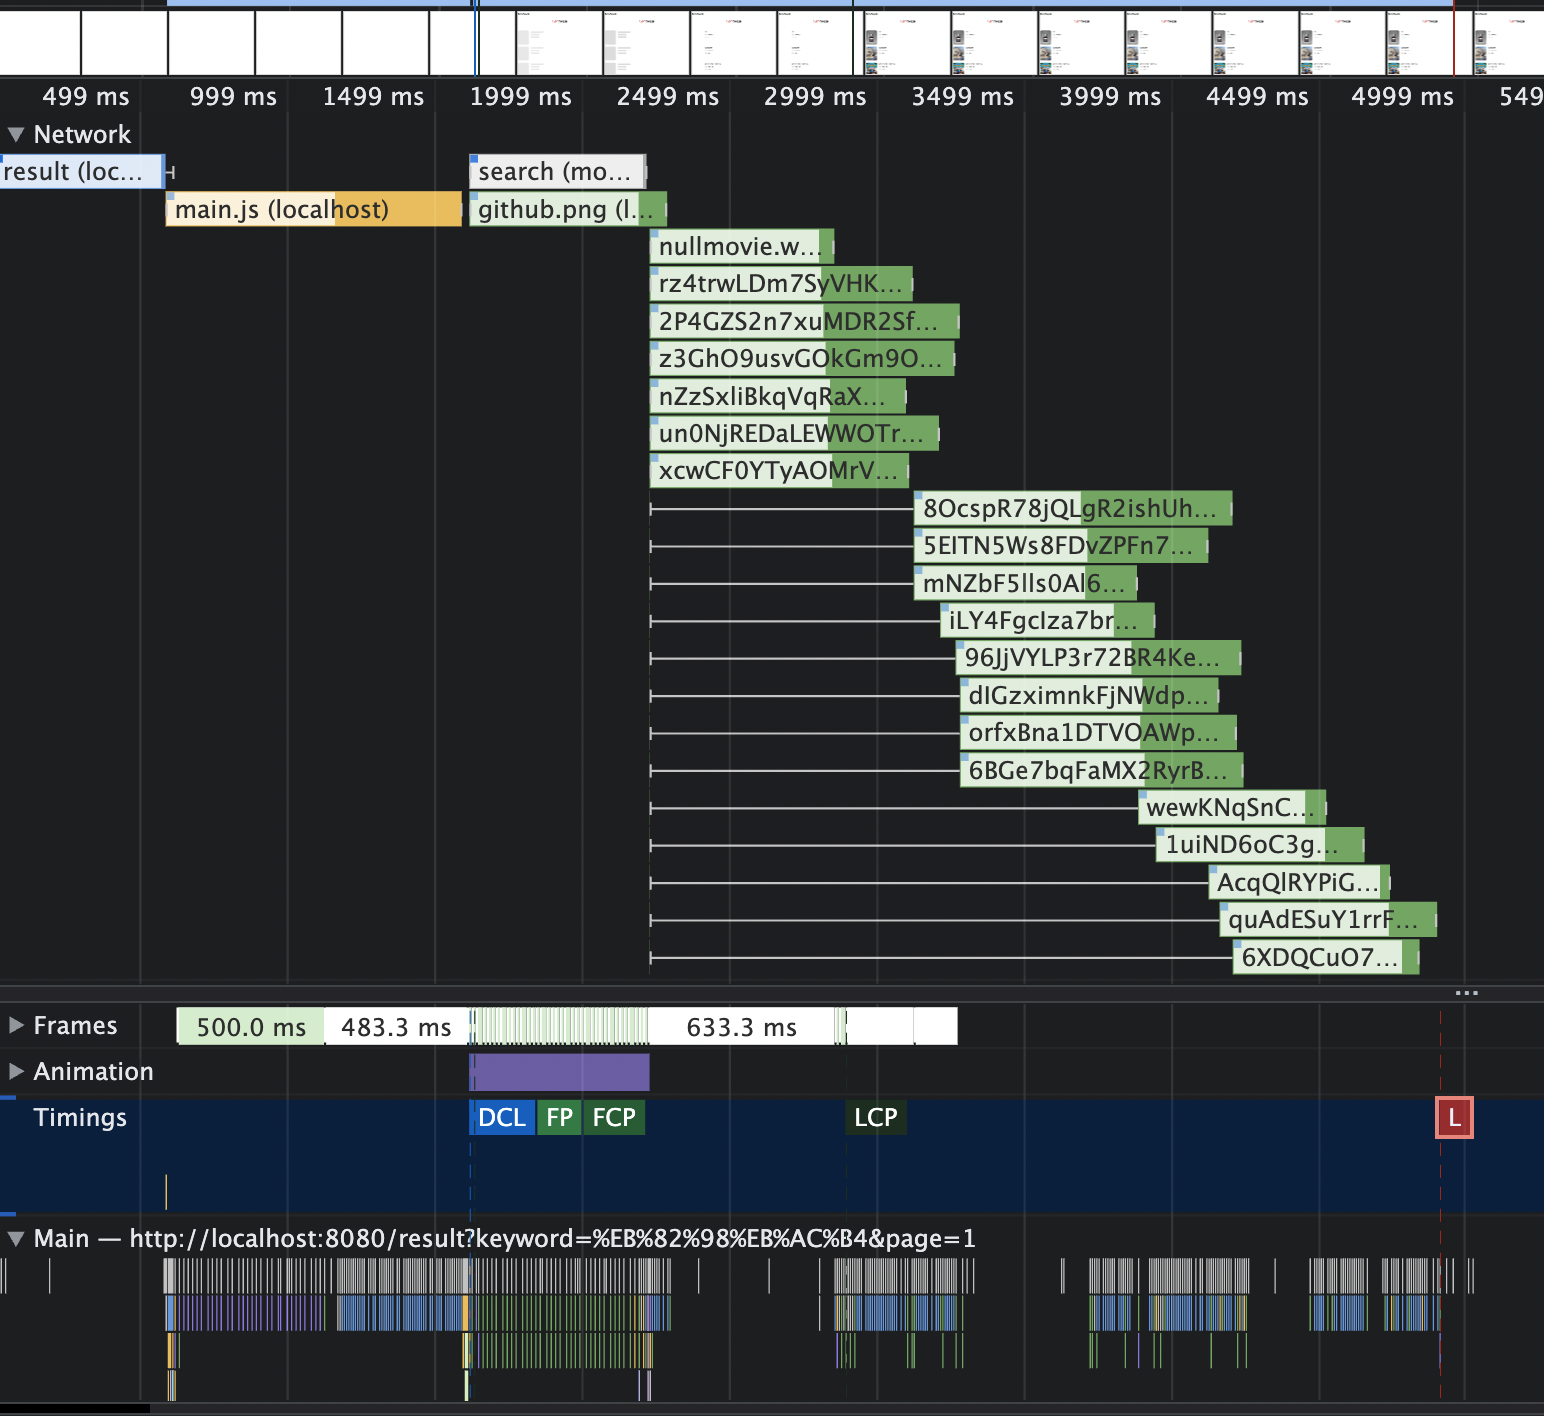 499 ms 999 ms 1499 ms 1999 ms 2499 ms 2999 ms 3499 ms 3999 ms 4499 ms 4999 ms 549
Network
result (loc... search (mo...
main.js (localhost) github.png (l...
nullmovie.w...
rz4trwLDm7SyVHK...
2P4GZS2n7xuMDR2Sf...
z3GhO9usvGOkGm9O...
nZzSxliBkqVqRaX...
un0NjREDaLEWWOTr...
xcwCF0YTyAOMrV...
8OcspR78jQLgR2ishUh...
5EITN5Ws8FDvZPFn7...
mNZbF5lls0Al6...
iLY4FgcIza7br...
96JjVYLP3r72BR4Ke...
dIGzximnkFjNWdp...
orfxBna1DTVOAWp...
6BGe7bqFaMX2RyrB...
wewKNqSnC...
1uiND6oC3g...
AcqQlRYPiG...
quAdESuY1rrF...
6XDQCuO7...
...
Frames 500.0 ms 483.3 ms 633.3 ms
Animation
Timings DCL FP FCP LCP L
Main — http://localhost:8080/result?keyword=%EB%82%98%EB%AC%B4&page=1